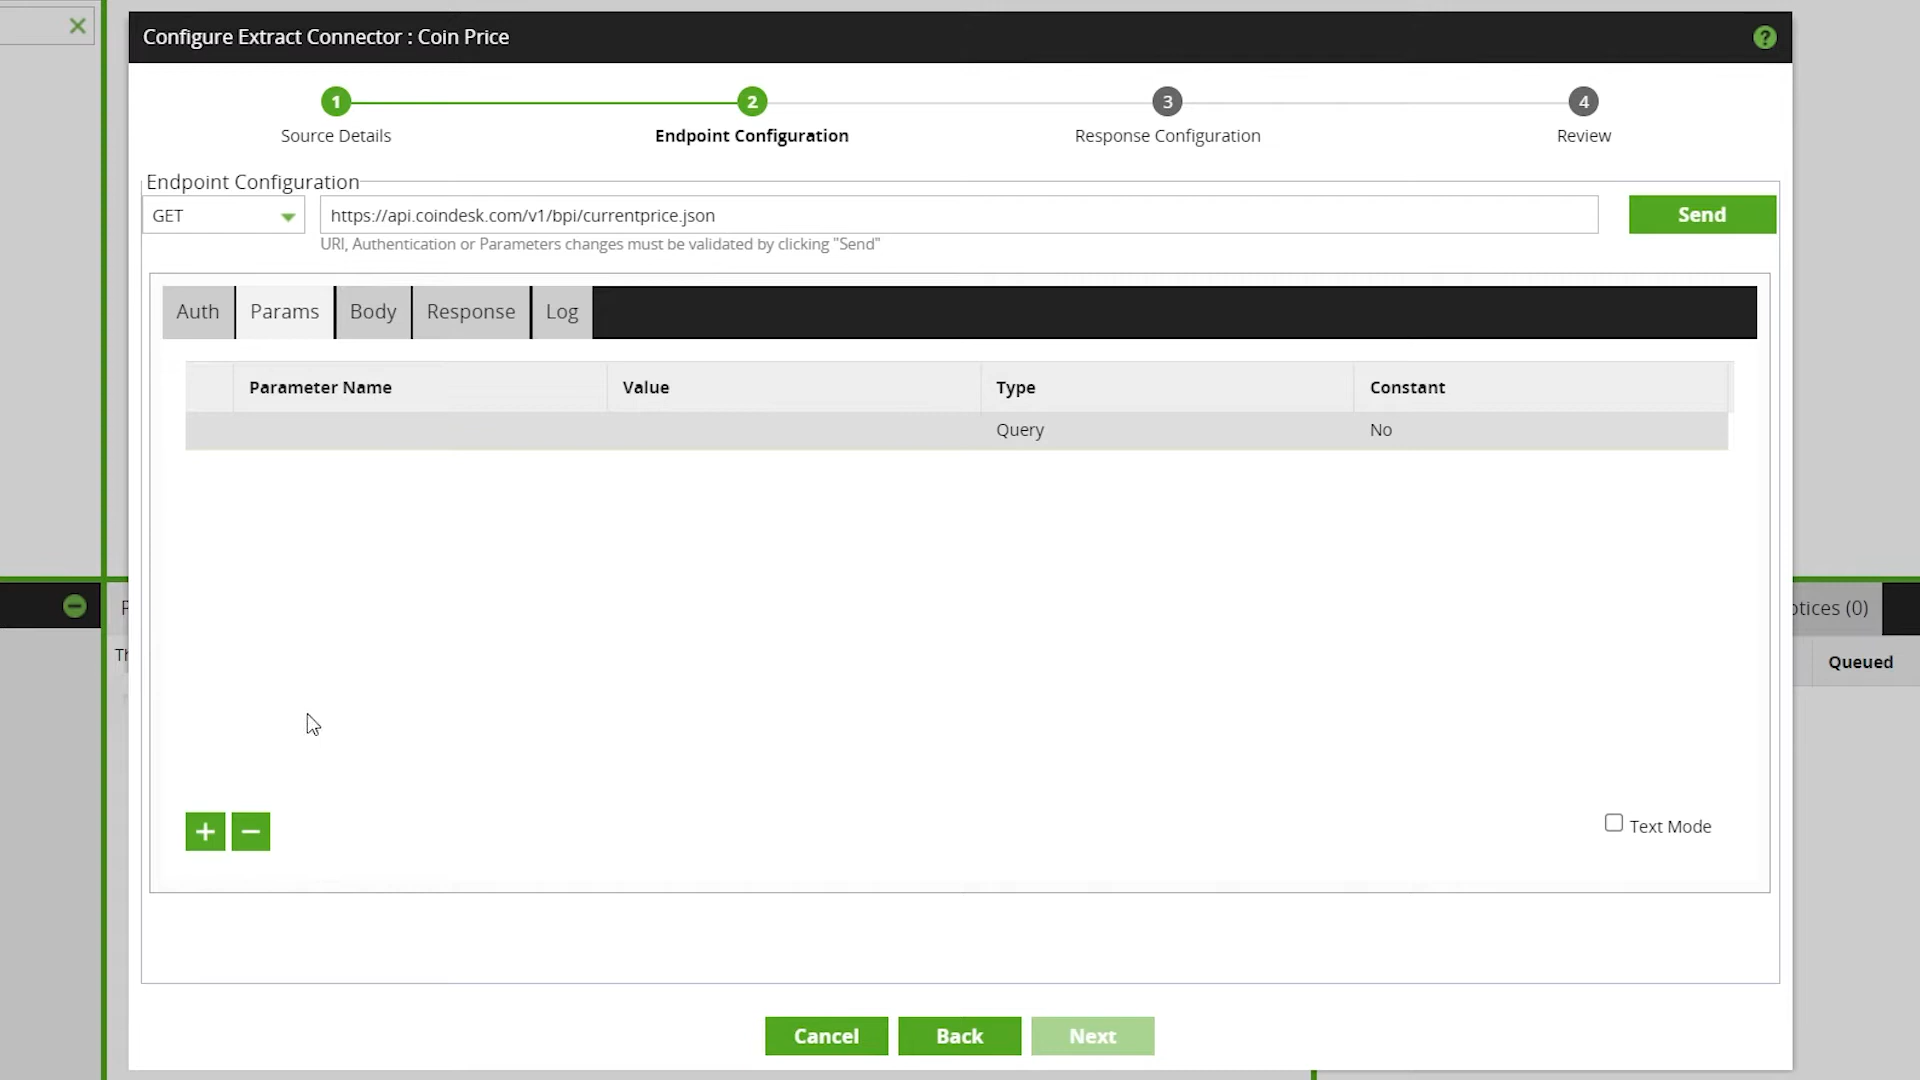 Configure Extract Connector : Coin Price
?
1
2
3
4
Source Details
Endpoint Configuration
Response Configuration
Review
Endpoint Configuration
GET
https://api.coindesk.com/v1/bpi/currentprice.json
Send
URI, Authentication or Parameters changes must be validated by clicking "Send"
Auth
Params
Body
Response
Log
Parameter Name
Value
Type
Constant
Query
No
otices (0)
Queued
Text Mode
Cancel
Back
Next